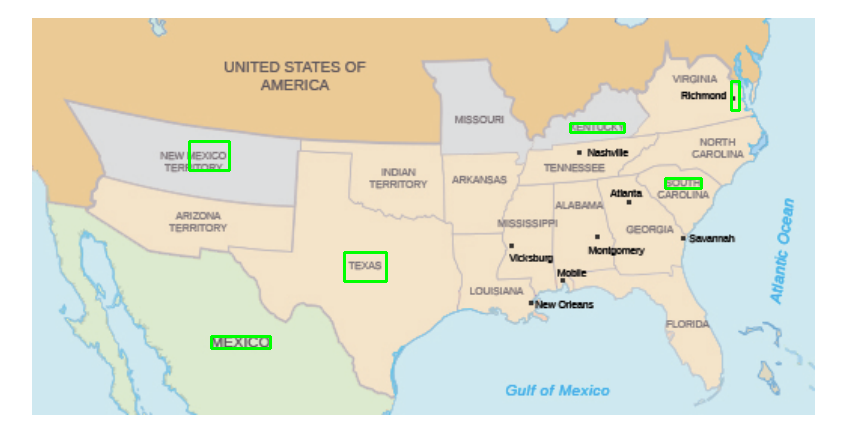 UNITED STATES OF
AMERICA
VIRGINIA
Richmond
MISSOURI
KENTUCKY
NORTH
CAROLINA
Nashville
NEW MEXICO
TERRITORY
TENNESSEE
INDIAN
TERRITORY
ARKANSAS
SOUTH
CAROLINA
Atlanta
ALABAMA
ARIZONA
TERRITORY
MISSISSIPPI
GEORGIA
Savannah
Atlantic Ocean
Montgomery
Vicksburg
TEXAS
Mobile
LOUISIANA
New Orleans
FLORIDA
MEXICO
Gulf of Mexico